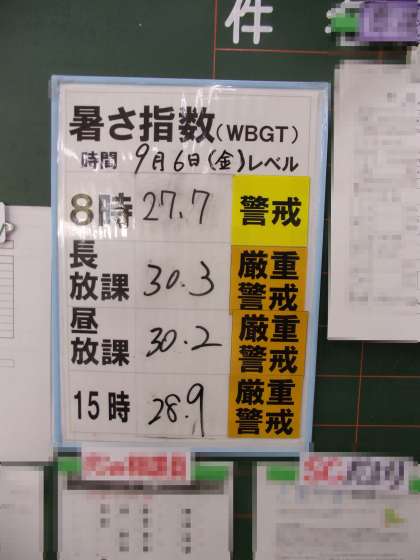 件
暑さ指数(WBGT)
時間 9月6日(金)レベル
8時 27.7 警戒
長放課 30.3 厳重警戒
昼放課 30.2 厳重警戒
15時 28.9 厳重警戒